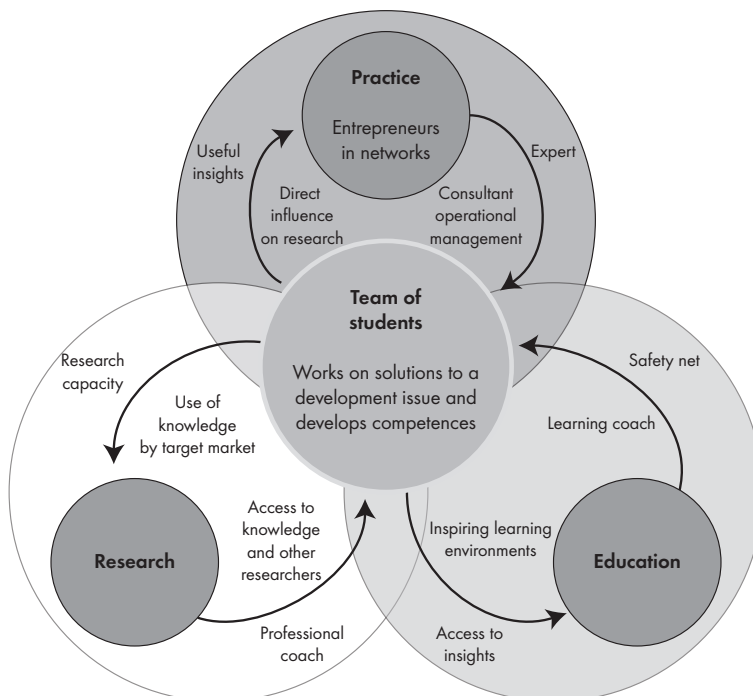 Practice
Entrepreneurs
in networks
Useful
insights
Direct
influence
on research
Expert
Consultant
operational
management
Team of
students
Works on solutions to a
development issue and
develops competences
Research
capacity
Use of
knowledge
by target market
Safety net
Learning coach
Research
Access to
knowledge
and other
researchers
Professional
coach
Inspiring learning
environments
Access to
insights
Education